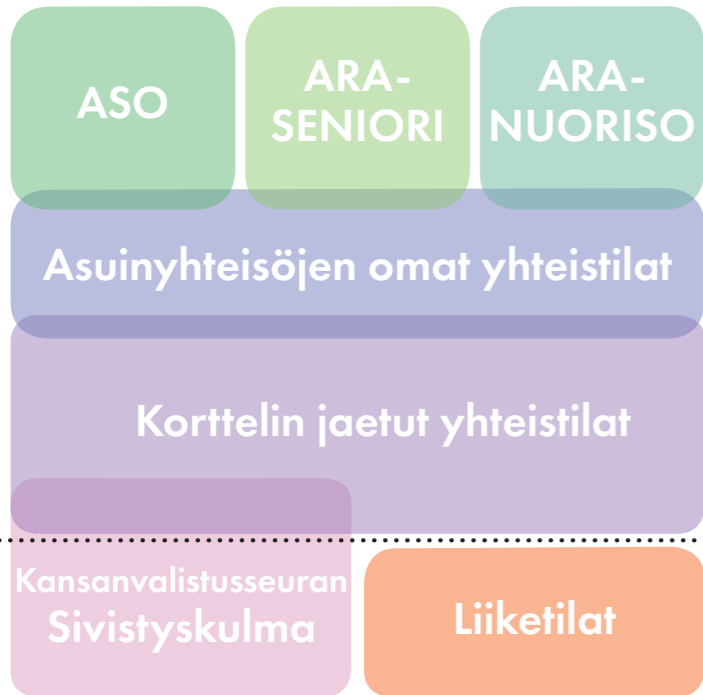 ASO
ARA-
SENIORI
ARA-
NUORISO
Asuinyhteisöjen omat yhteistilat
Korttelin jaetut yhteistilat
Kansanvalistusseuran
Sivistyskulma
Liiketilat